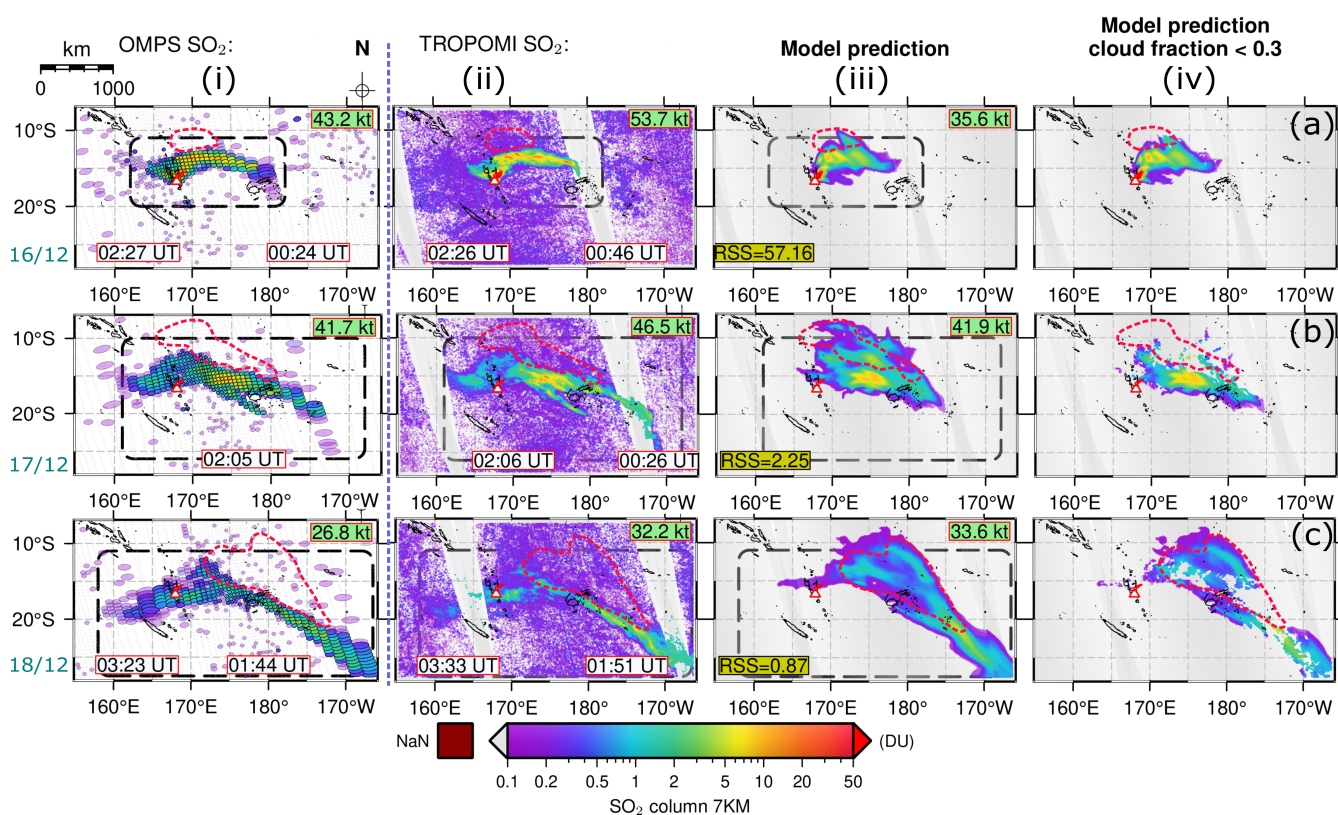 Model prediction
cloud fraction < 0.3
OMPS SO₂:
N
TROPOMI SO₂:
Model prediction
km
0 1000
(i)
(ii)
(iii)
(iv)
10°S
20°S
16/12
43.2 kt
02:27 UT
00:24 UT
53.7 kt
02:26 UT
00:46 UT
35.6 kt
RSS=57.16
(a)
160°E 170°E 180° 170°W
160°E 170°E 180° 170°W
160°E 170°E 180° 170°W
160°E 170°E 180° 170°W
10°S
20°S
17/12
41.7 kt
02:05 UT
46.5 kt
02:06 UT
00:26 UT
41.9 kt
RSS=2.25
(b)
160°E 170°E 180° 170°W
160°E 170°E 180° 170°W
160°E 170°E 180° 170°W
160°E 170°E 180° 170°W
10°S
20°S
18/12
26.8 kt
03:23 UT
01:44 UT
32.2 kt
03:33 UT
01:51 UT
33.6 kt
RSS=0.87
(c)
160°E 170°E 180° 170°W
160°E 170°E 180° 170°W
160°E 170°E 180° 170°W
160°E 170°E 180° 170°W
NaN
(DU)
0.1 0.2 0.5 1 2 5 10 20 50
SO₂ column 7KM